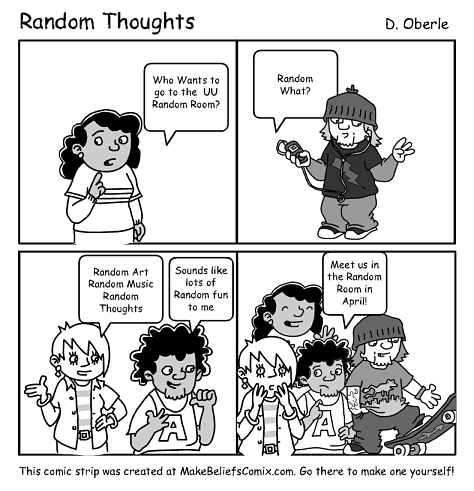 Random Thoughts
D. Oberle
Who Wants to
go to the UU
Random Room?
Random
What?
Random Art
Random Music
Random
Thoughts
Sounds like
lots of
Random fun
to me
A
Meet us in
the Random
Room in
April!
A
This comic strip was created at MakeBeliefsComix.com. Go there to make one yourself!